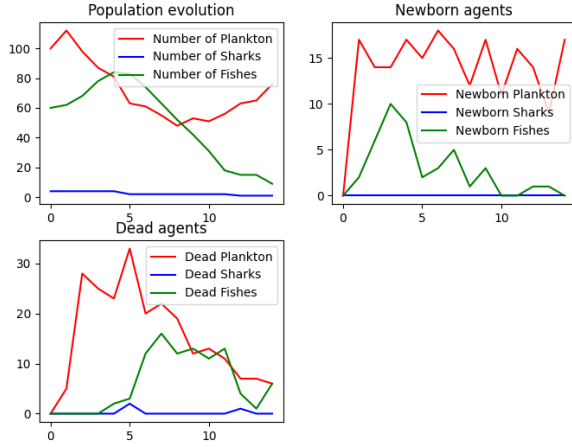 Population evolution
Number of Plankton
Number of Sharks
Number of Fishes
100
80
60
40
20
0
0
5
10
Newborn agents
Newborn Plankton
Newborn Sharks
Newborn Fishes
15
10
5
0
0
5
10
Dead agents
Dead Plankton
Dead Sharks
Dead Fishes
30
20
10
0
0
5
10